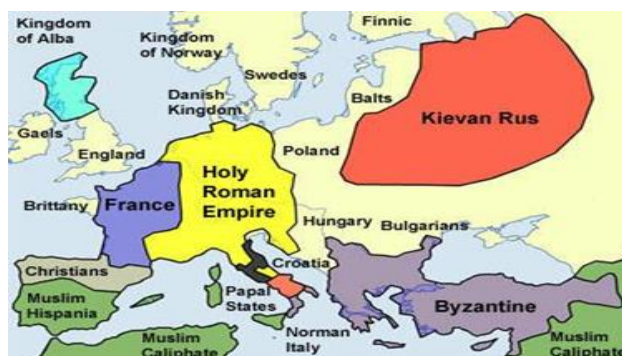 Kingdom
of Alba
Kingdom
of Norway
Finnic
Swedes
Danish
Kingdom
Balts
Kievan Rus
Gaels
England
Holy
Roman
Empire
Poland
Brittany
France
Hungary
Bulgarians
Croatia
Christians
Muslim
Hispania
Papal
States
Byzantine
Norman
Italy
Muslim
Caliphate
Muslim
Caliphate